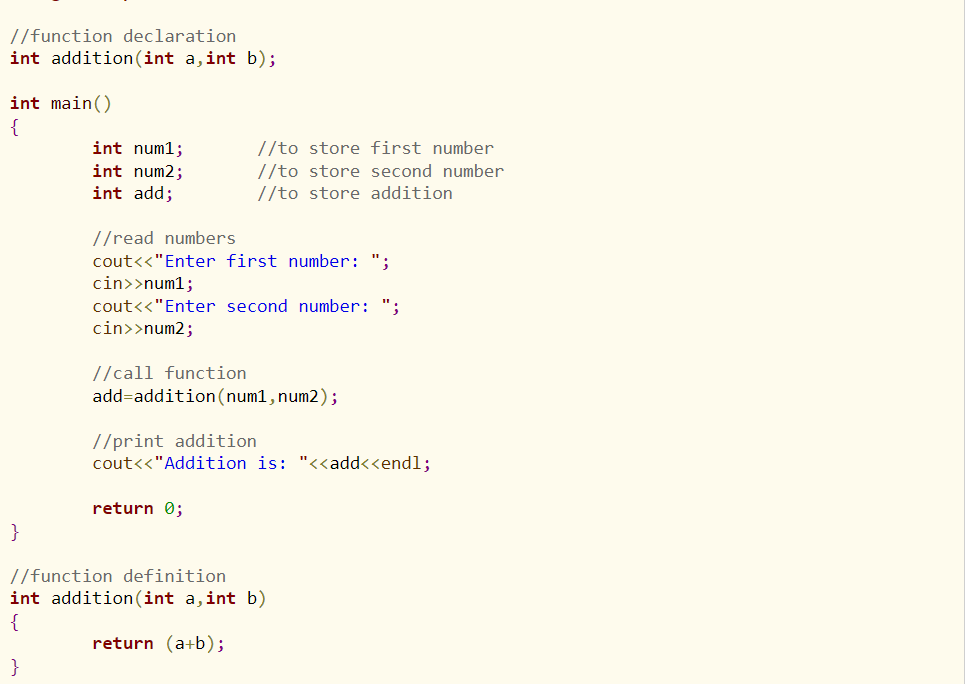 //function declaration
int addition(int a,int b);
int main()
{
int num1; //to store first number
int num2; //to store second number
int add; //to store addition
//read numbers
cout<<"Enter first number: ";
cin>>num1;
cout<<"Enter second number: ";
cin>>num2;
//call function
add=addition(num1,num2);
//print addition
cout<<"Addition is: "<<add<<endl;
return 0;
}
//function definition
int addition(int a,int b)
{
return (a+b);
}